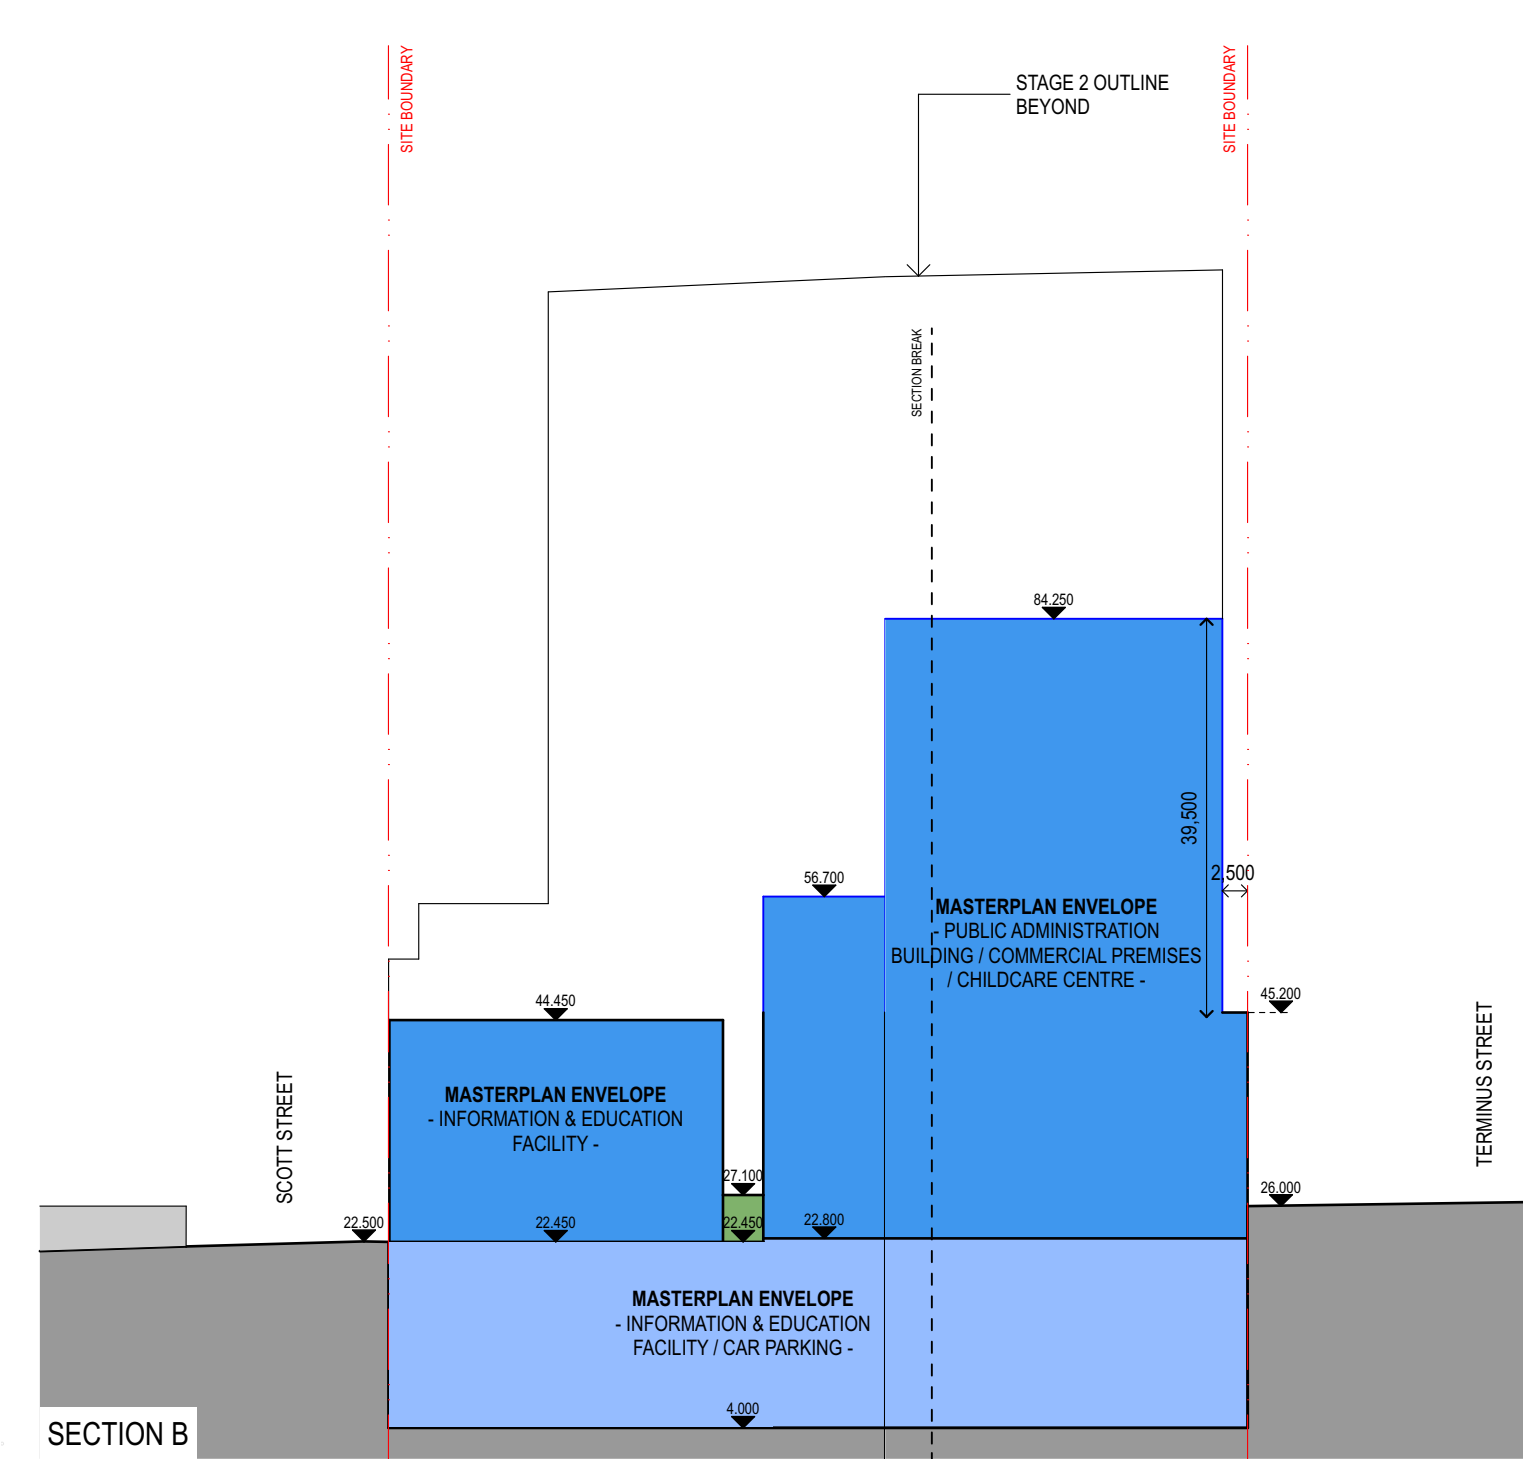 SITE BOUNDARY
SITE BOUNDARY
STAGE 2 OUTLINE
BEYOND
SECTION BREAK
84.250
39,500
2,500
56.700
MASTERPLAN ENVELOPE
- PUBLIC ADMINISTRATION
BUILDING / COMMERCIAL PREMISES
/ CHILDCARE CENTRE -
44.450
45.200
MASTERPLAN ENVELOPE
- INFORMATION & EDUCATION
FACILITY -
SCOTT STREET
TERMINUS STREET
27.100
26.000
22.500
22.450
22.450
22.800
MASTERPLAN ENVELOPE
- INFORMATION & EDUCATION
FACILITY / CAR PARKING -
4.000
SECTION B